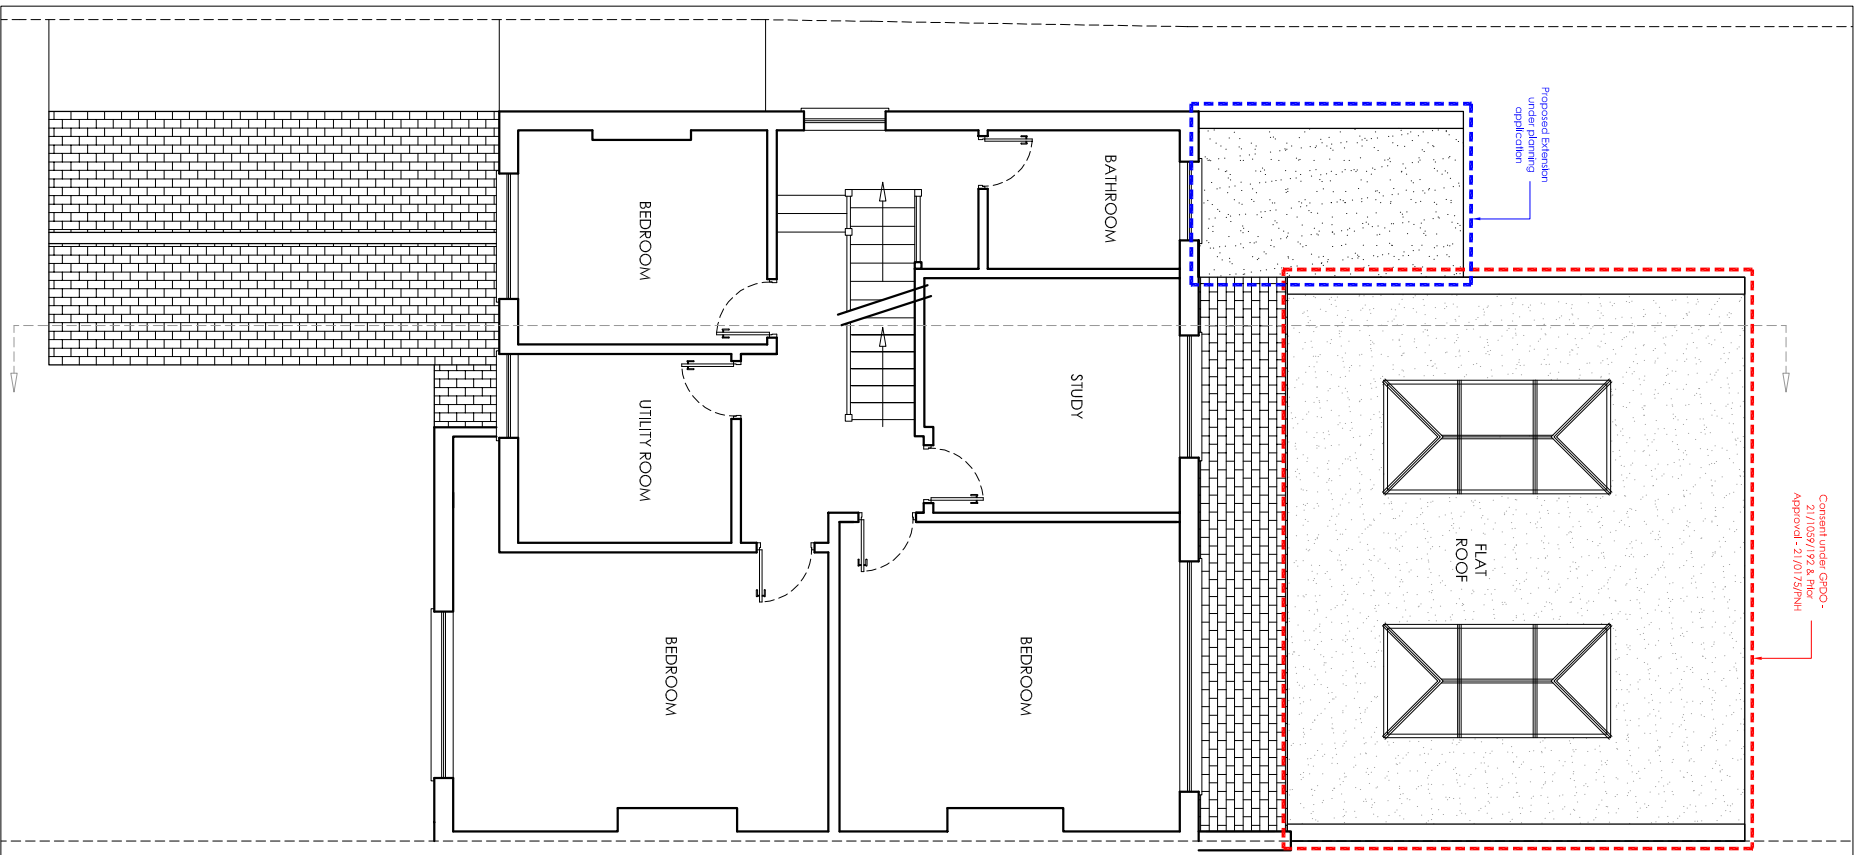 Proposed Extension
under planning
application
Consent under GPDO -
21/1059/192 & Prior
Approval - 21/0175/PNH
BATHROOM
BEDROOM
STUDY
UTILITY ROOM
FLAT
ROOF
BEDROOM
BEDROOM